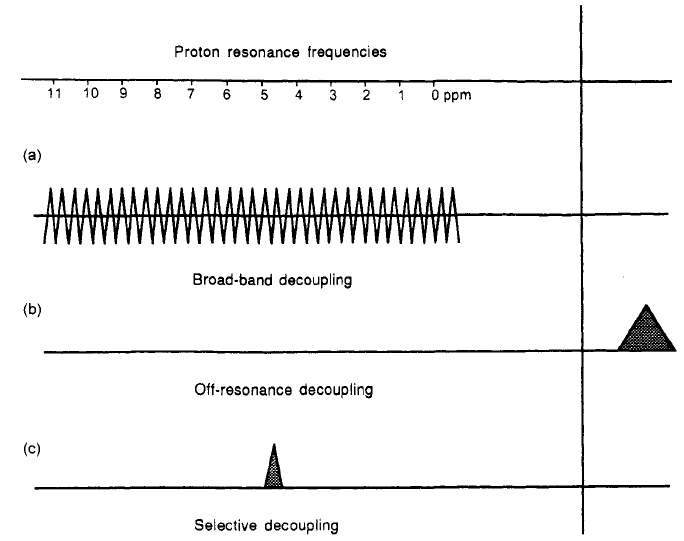 Proton resonance frequencies
11 10 9 8 7 6 5 4 3 2 1 0 ppm
(a)
Broad-band decoupling
(b)
Off-resonance decoupling
(c)
Selective decoupling